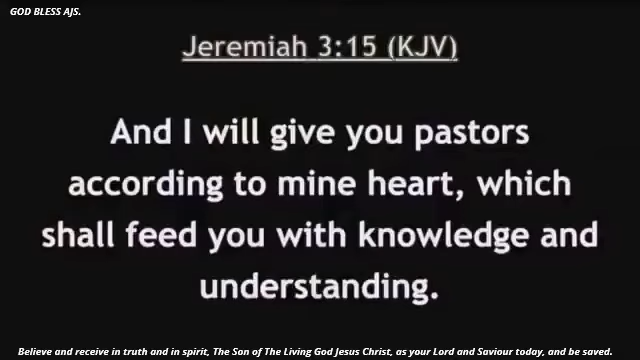 GOD BLESS AJS.
Jeremiah 3:15 (KJV)
And I will give you pastors
according to mine heart, which
shall feed you with knowledge and
understanding.
Believe and receive in truth and in spirit, The Son of The Living God Jesus Christ, as your Lord and Saviour today, and be saved.